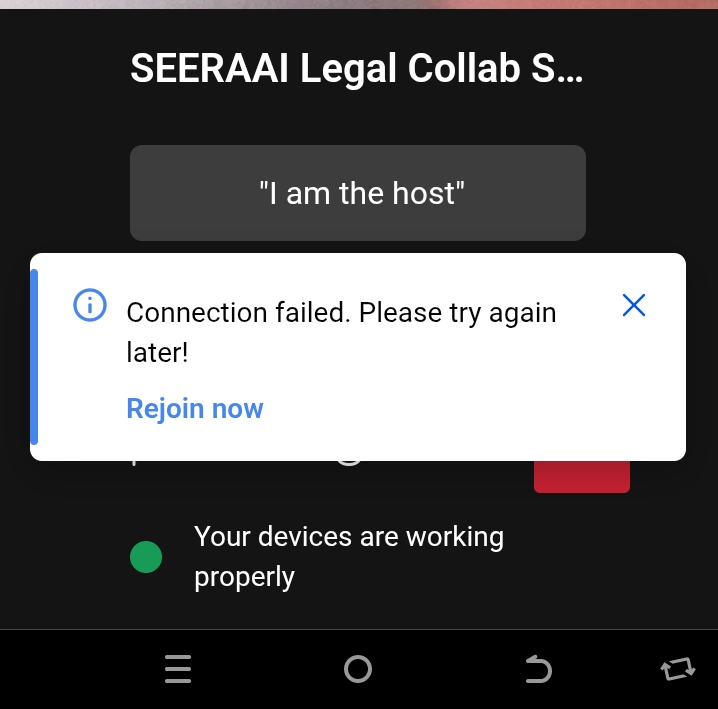 SEERAAI Legal Collab S...
"I am the host"
Connection failed. Please try again
later!
Rejoin now
Your devices are working
properly